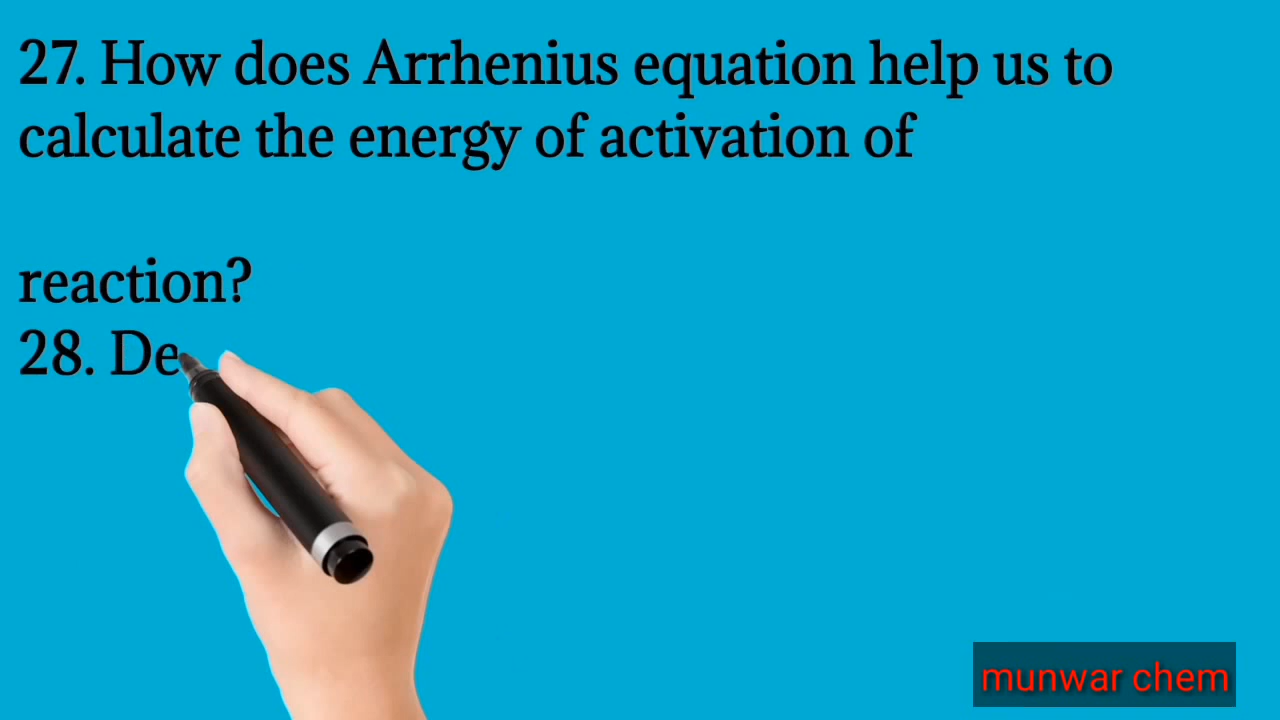 27. How does Arrhenius equation help us to
calculate the energy of activation of
reaction?
28. De
munwar chem